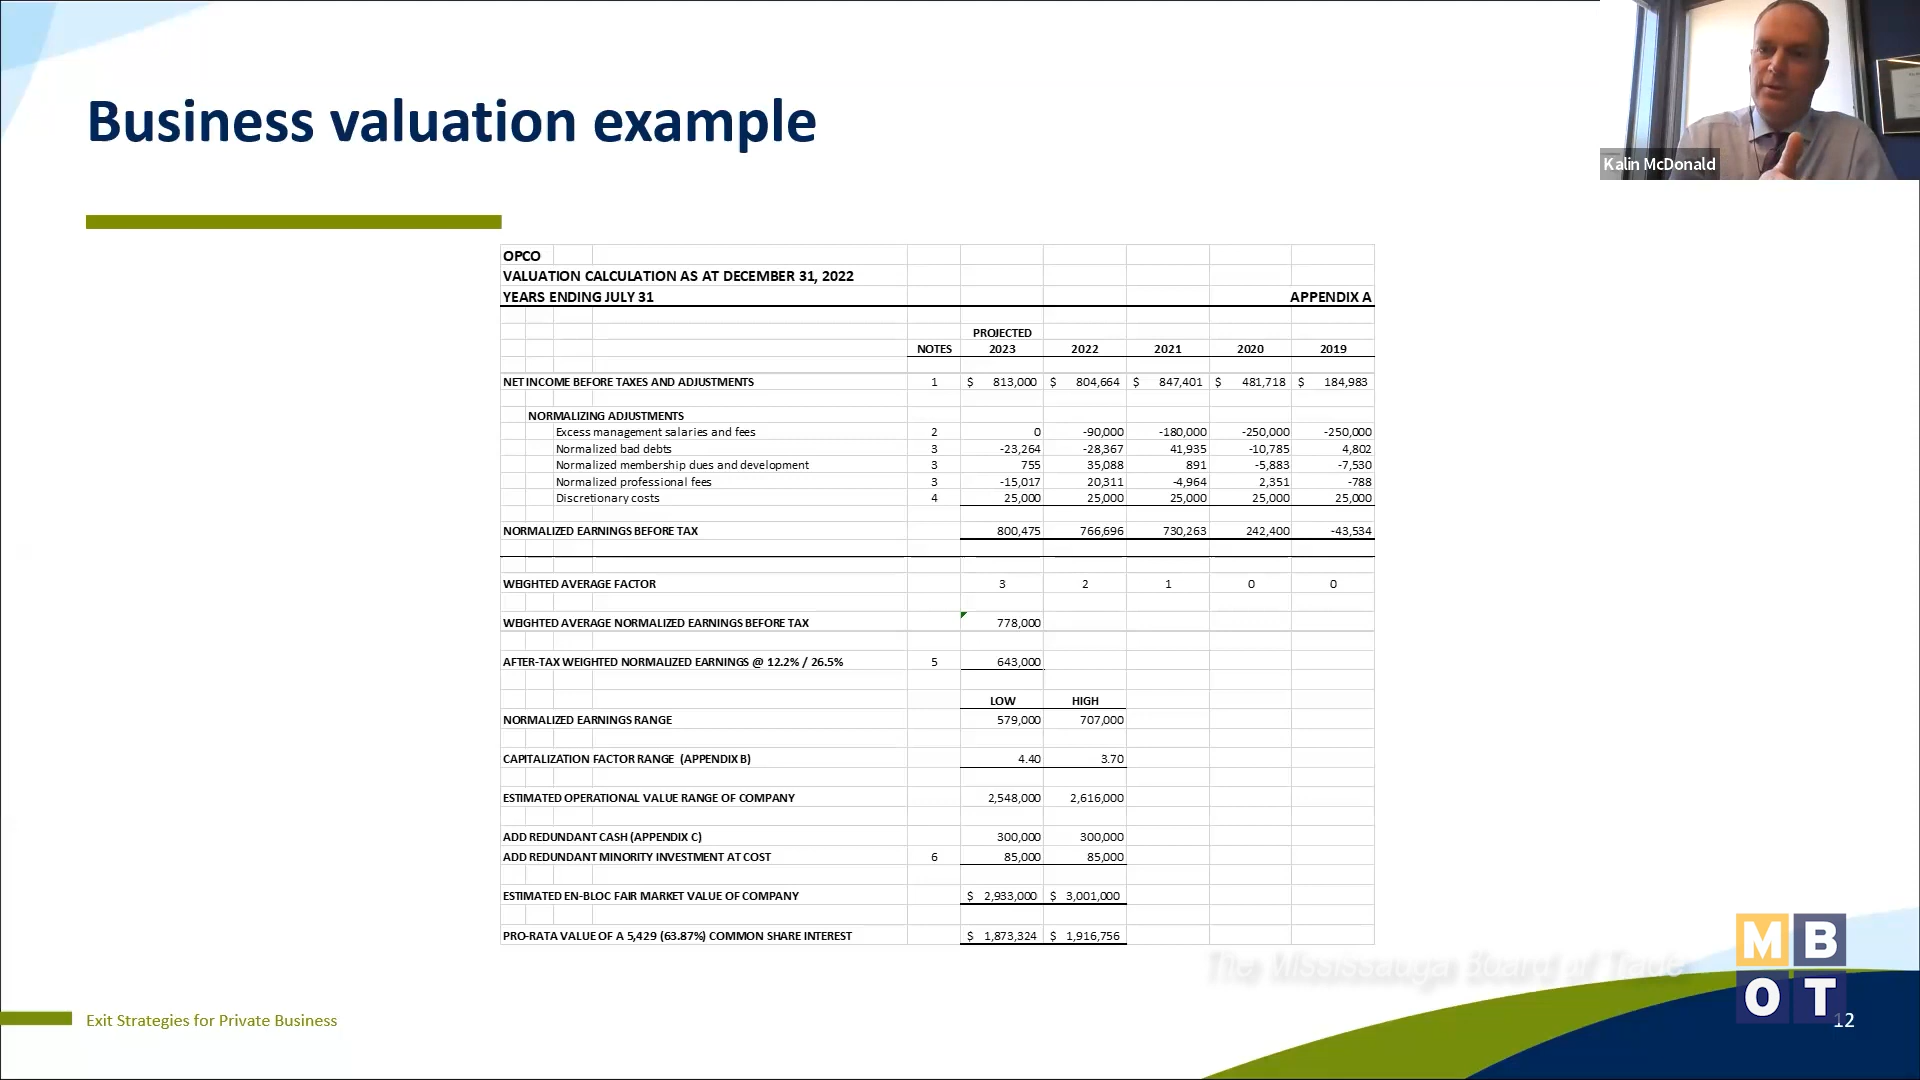 Business valuation example
Kalin McDonald
OPCO
VALUATION CALCULATION AS AT DECEMBER 31, 2022
YEARS ENDING JULY 31 APPENDIX A
PROJECTED
NOTES 2023 2022 2021 2020 2019
NET INCOME BEFORE TAXES AND ADJUSTMENTS 1 $ 813,000 $ 804,664 $ 847,401 $ 481,718 $ 184,983
NORMALIZING ADJUSTMENTS
Excess management salaries and fees 2 0 -90,000 -180,000 -250,000 -250,000
Normalized bad debts 3 -23,264 -28,367 41,935 -10,785 4,802
Normalized membership dues and development 3 755 35,088 891 -5,883 -7,530
Normalized professional fees 3 -15,017 20,311 -4,964 2,351 -788
Discretionary costs 4 25,000 25,000 25,000 25,000 25,000
NORMALIZED EARNINGS BEFORE TAX 800,475 766,696 730,263 242,400 -43,534
WEIGHTED AVERAGE FACTOR 3 2 1 0 0
WEIGHTED AVERAGE NORMALIZED EARNINGS BEFORE TAX 778,000
AFTER-TAX WEIGHTED NORMALIZED EARNINGS @ 12.2% / 26.5% 5 643,000
LOW HIGH
NORMALIZED EARNINGS RANGE 579,000 707,000
CAPITALIZATION FACTOR RANGE (APPENDIX B) 4.40 3.70
ESTIMATED OPERATIONAL VALUE RANGE OF COMPANY 2,548,000 2,616,000
ADD REDUNDANT CASH (APPENDIX C) 300,000 300,000
ADD REDUNDANT MINORITY INVESTMENT AT COST 6 85,000 85,000
ESTIMATED EN-BLOC FAIR MARKET VALUE OF COMPANY $ 2,933,000 $ 3,001,000
PRO-RATA VALUE OF A 5,429 (63.87%) COMMON SHARE INTEREST $ 1,873,324 $ 1,916,756
The Mississauga Board of Trade
MB
OT
Exit Strategies for Private Business
12